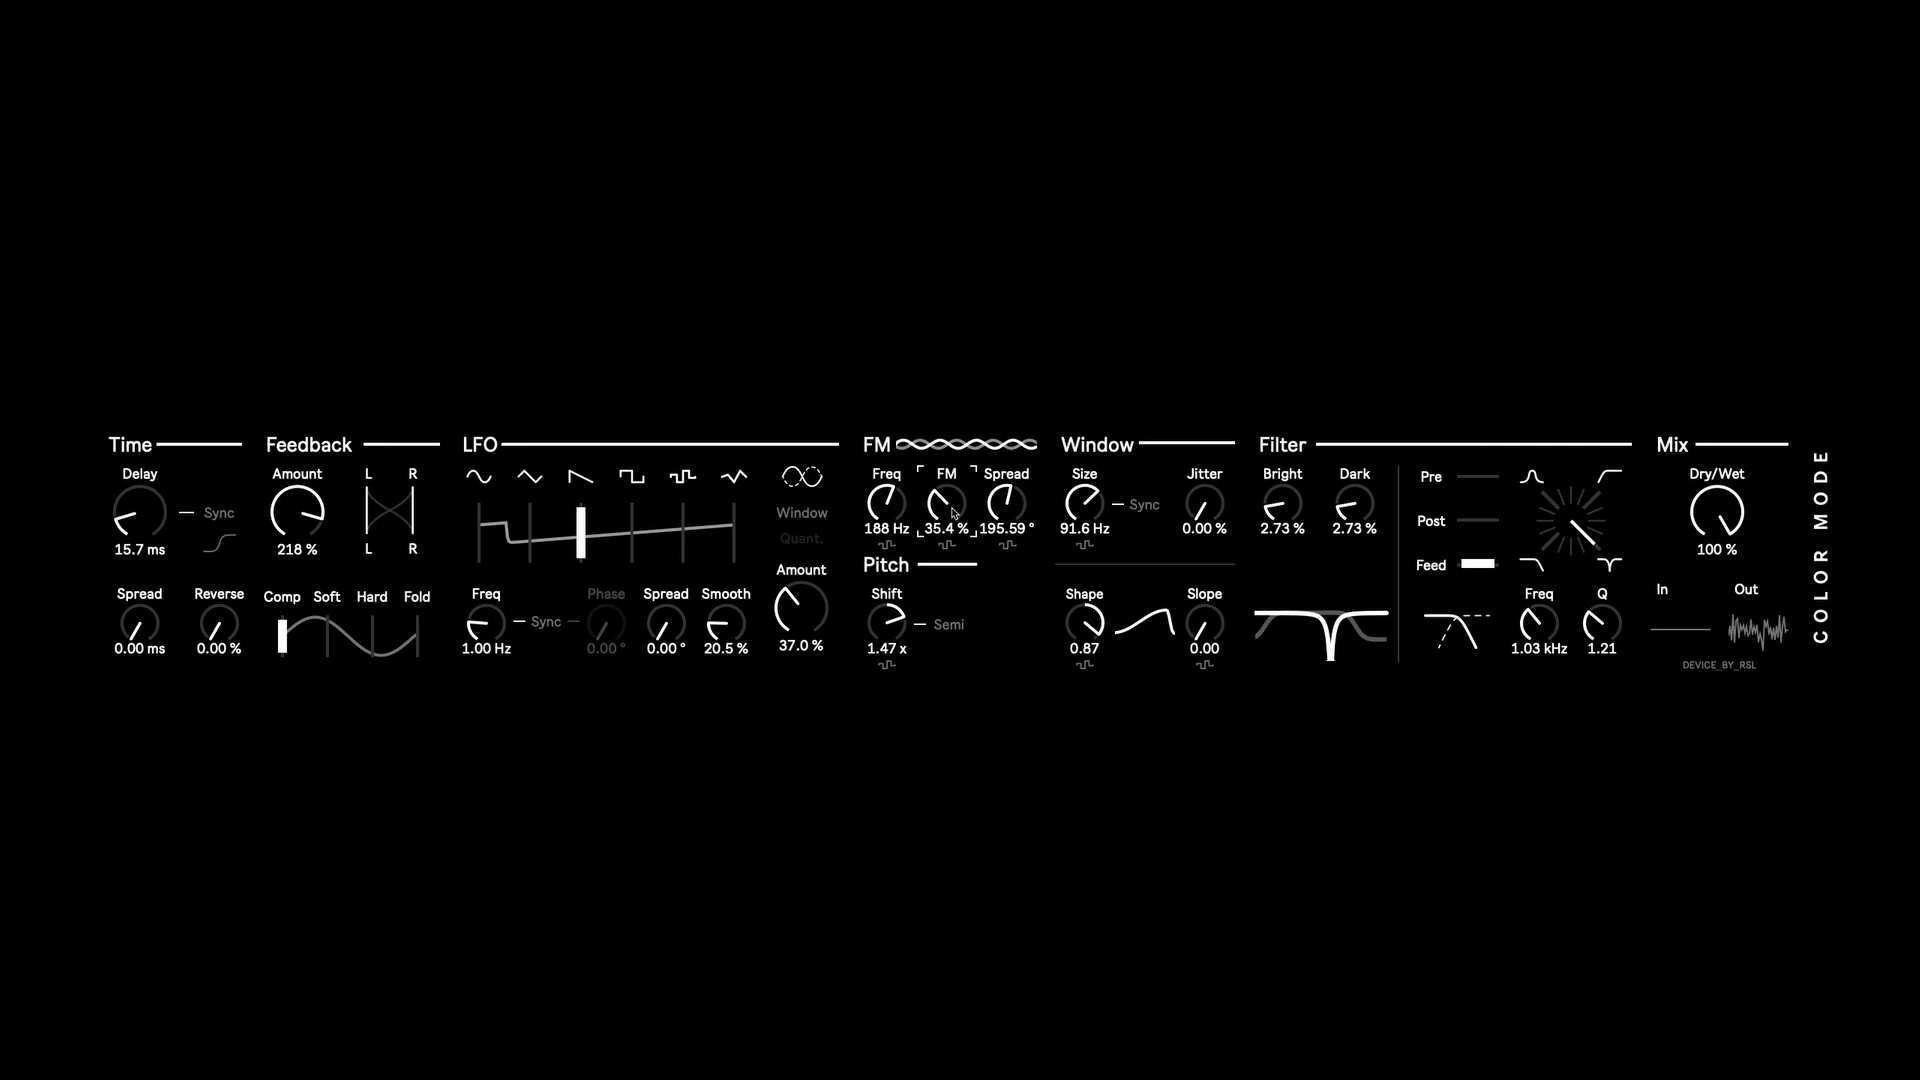 Time
Delay
Sync
15.7 ms
Spread
Reverse
0.00 ms
0.00 %
Feedback
Amount
L R
218 %
L R
Comp Soft Hard Fold
LFO
Window
Quant.
Amount
37.0 %
Freq
Sync
Phase
Spread
Smooth
1.00 Hz
0.00 °
0.00 °
20.5 %
FM
Freq FM Spread
188 Hz 35.4 % 195.59 °
Pitch
Shift
Semi
1.47 x
Window
Size
Sync
Jitter
91.6 Hz
0.00 %
Shape
Slope
0.87
0.00
Filter
Bright
Dark
2.73 %
2.73 %
Pre
Post
Feed
Freq
Q
1.03 kHz
1.21
Mix
Dry/Wet
100 %
In
Out
DEVICE_BY_RSL
COLOR MODE